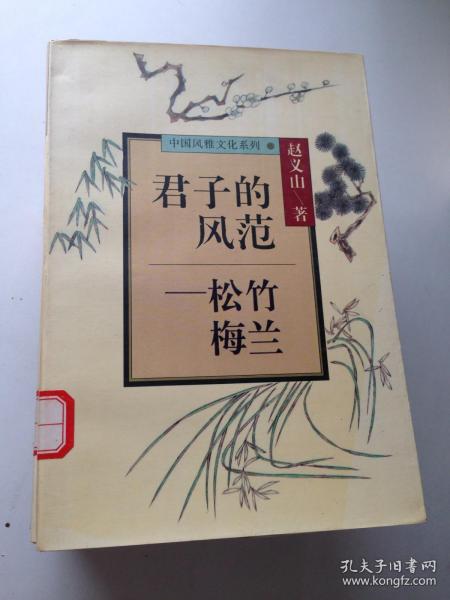 中国风雅文化系列
赵义山 著
君子的
风范
—松竹
梅兰
孔夫子旧书网
www.kongfz.com